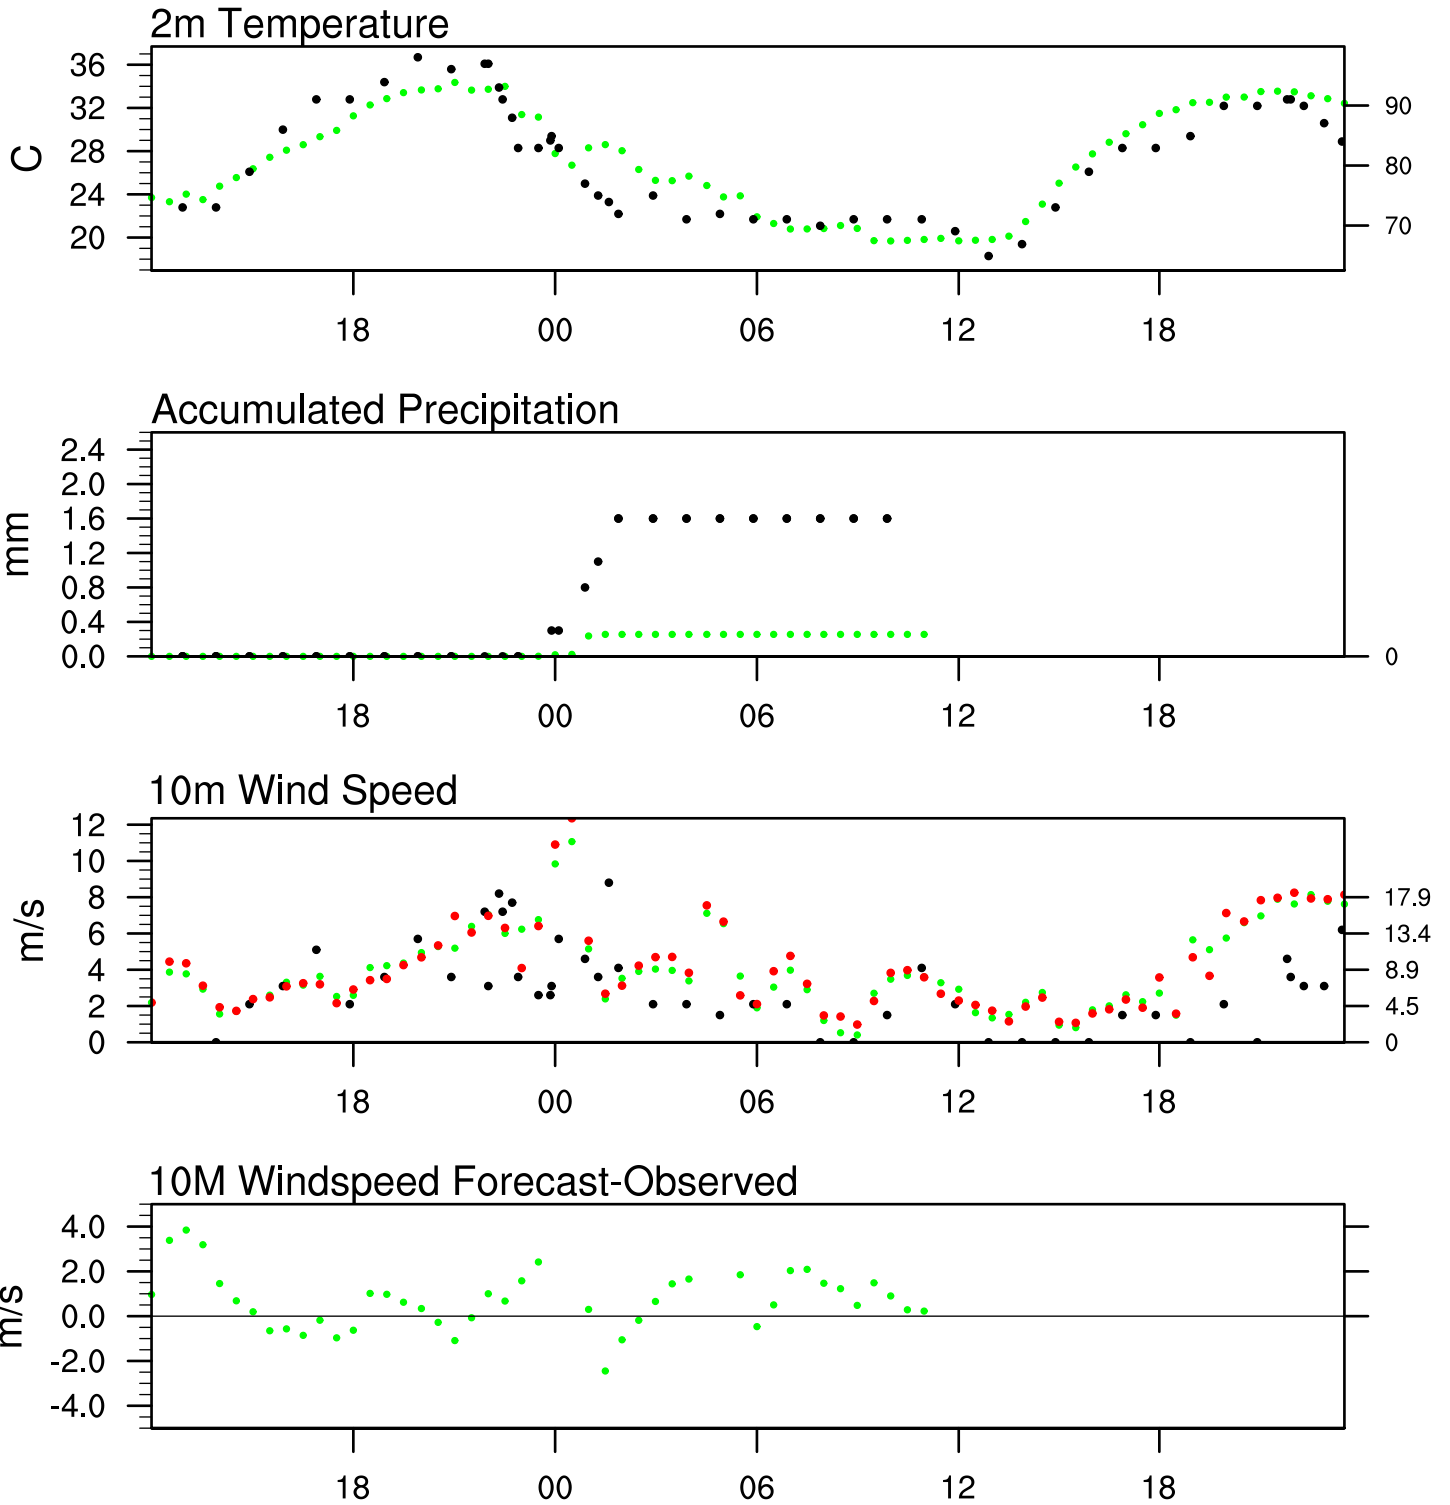 2m Temperature
36
32
28
24
20
C
90
80
70
18 00 06 12 18
Accumulated Precipitation
2.4
2.0
1.6
1.2
0.8
0.4
0.0
mm
0
18 00 06 12 18
10m Wind Speed
12
10
8
6
4
2
0
m/s
17.9
13.4
8.9
4.5
0
18 00 06 12 18
10M Windspeed Forecast-Observed
4.0
2.0
0.0
-2.0
-4.0
m/s
18 00 06 12 18